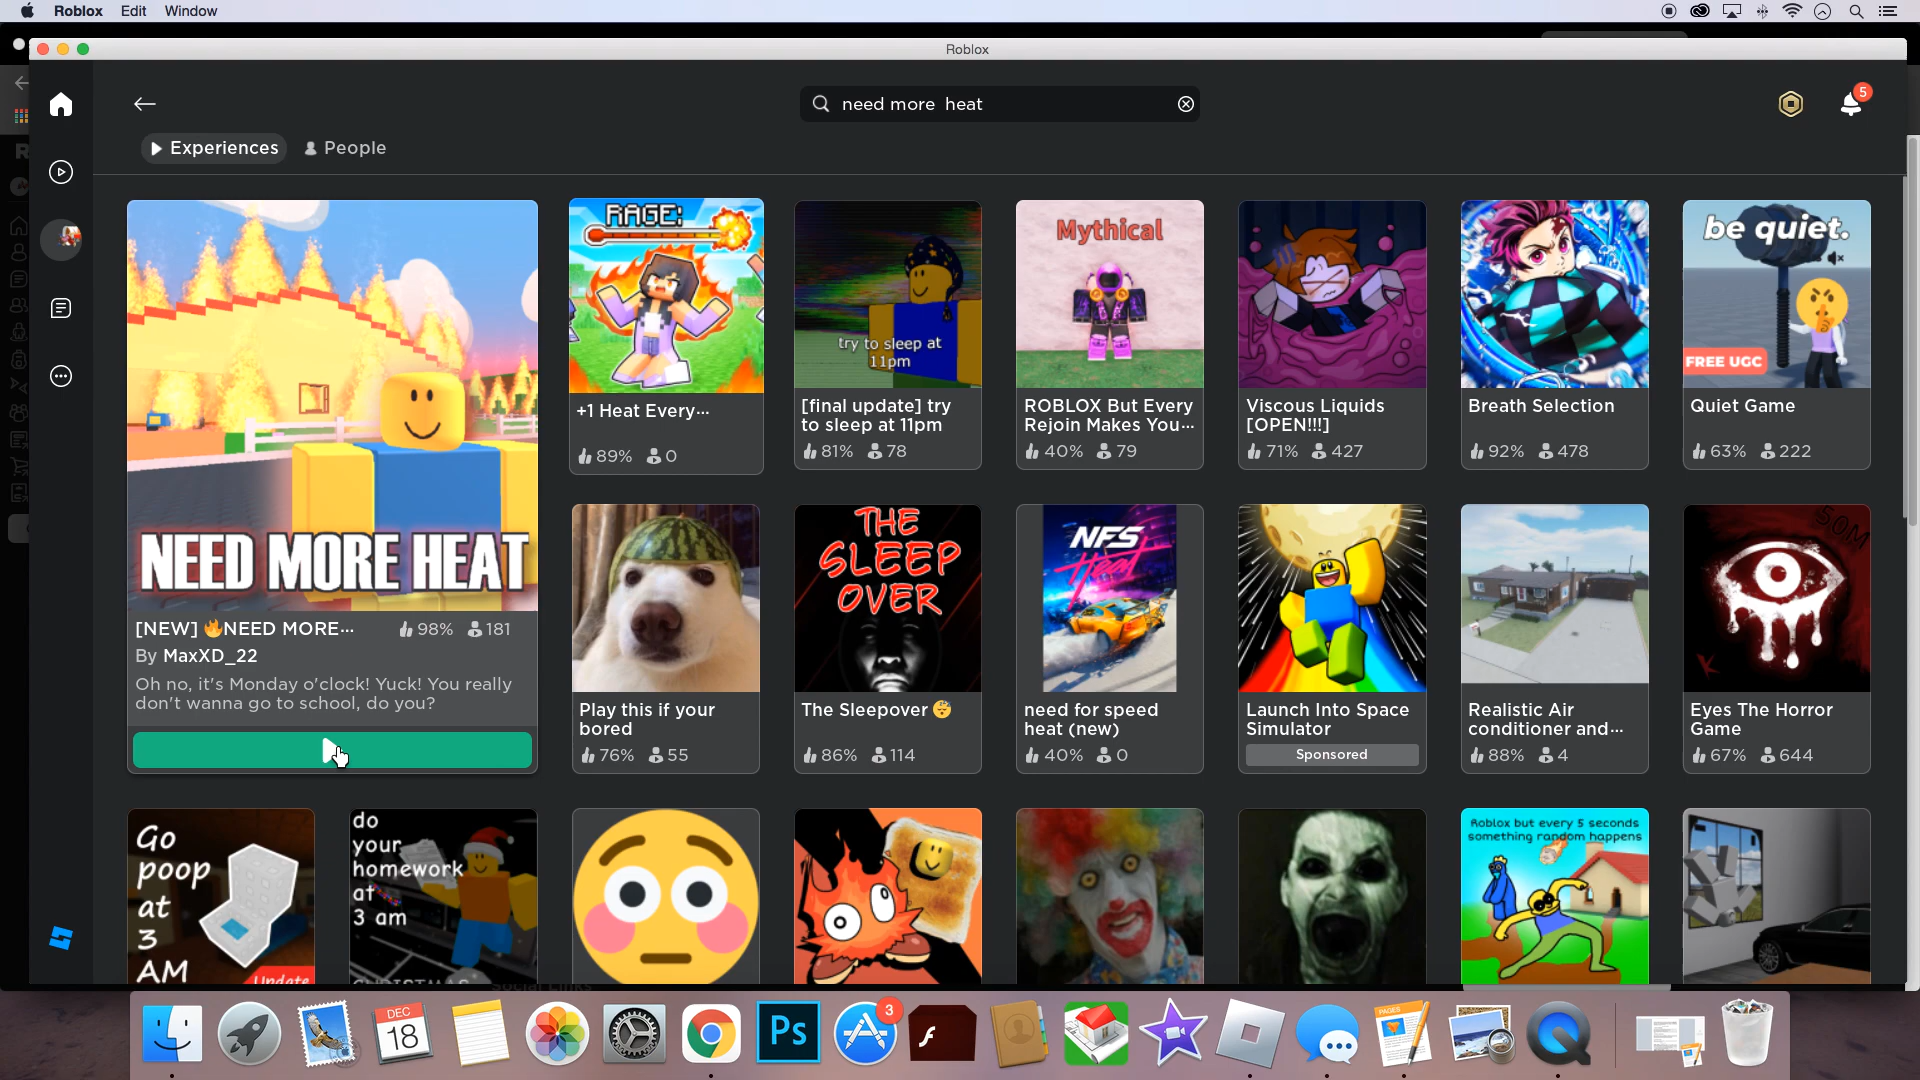 Roblox Edit Window
Roblox
need more  heat
5
Experiences People
RAGE:
try to sleep at
11pm
Mythical
be quiet.
FREE UGC
NEED MORE HEAT
[NEW] 🔥NEED MORE... 98% 181
By MaxXD_22
Oh no, it's Monday o'clock! Yuck! You really
don't wanna go to school, do you?
+1 Heat Every...
89% 0
[final update] try
to sleep at 11pm
81% 78
ROBLOX But Every
Rejoin Makes You...
40% 79
Viscous Liquids
[OPEN!!!]
71% 427
Breath Selection
92% 478
Quiet Game
63% 222
THE
SLEEP
OVER
NFS
Heat
50M
Play this if your
bored
76% 55
The Sleepover 😴
86% 114
need for speed
heat (new)
40% 0
Launch Into Space
Simulator
Sponsored
Realistic Air
conditioner and...
88% 4
Eyes The Horror
Game
67% 644
Go
poop
at
3
AM
Update
do
your
homework
at
3 am
CHRISTMAS
Roblox but every 5 seconds
something random happens
Social Links
DEC
18
Ps
3
PAGES